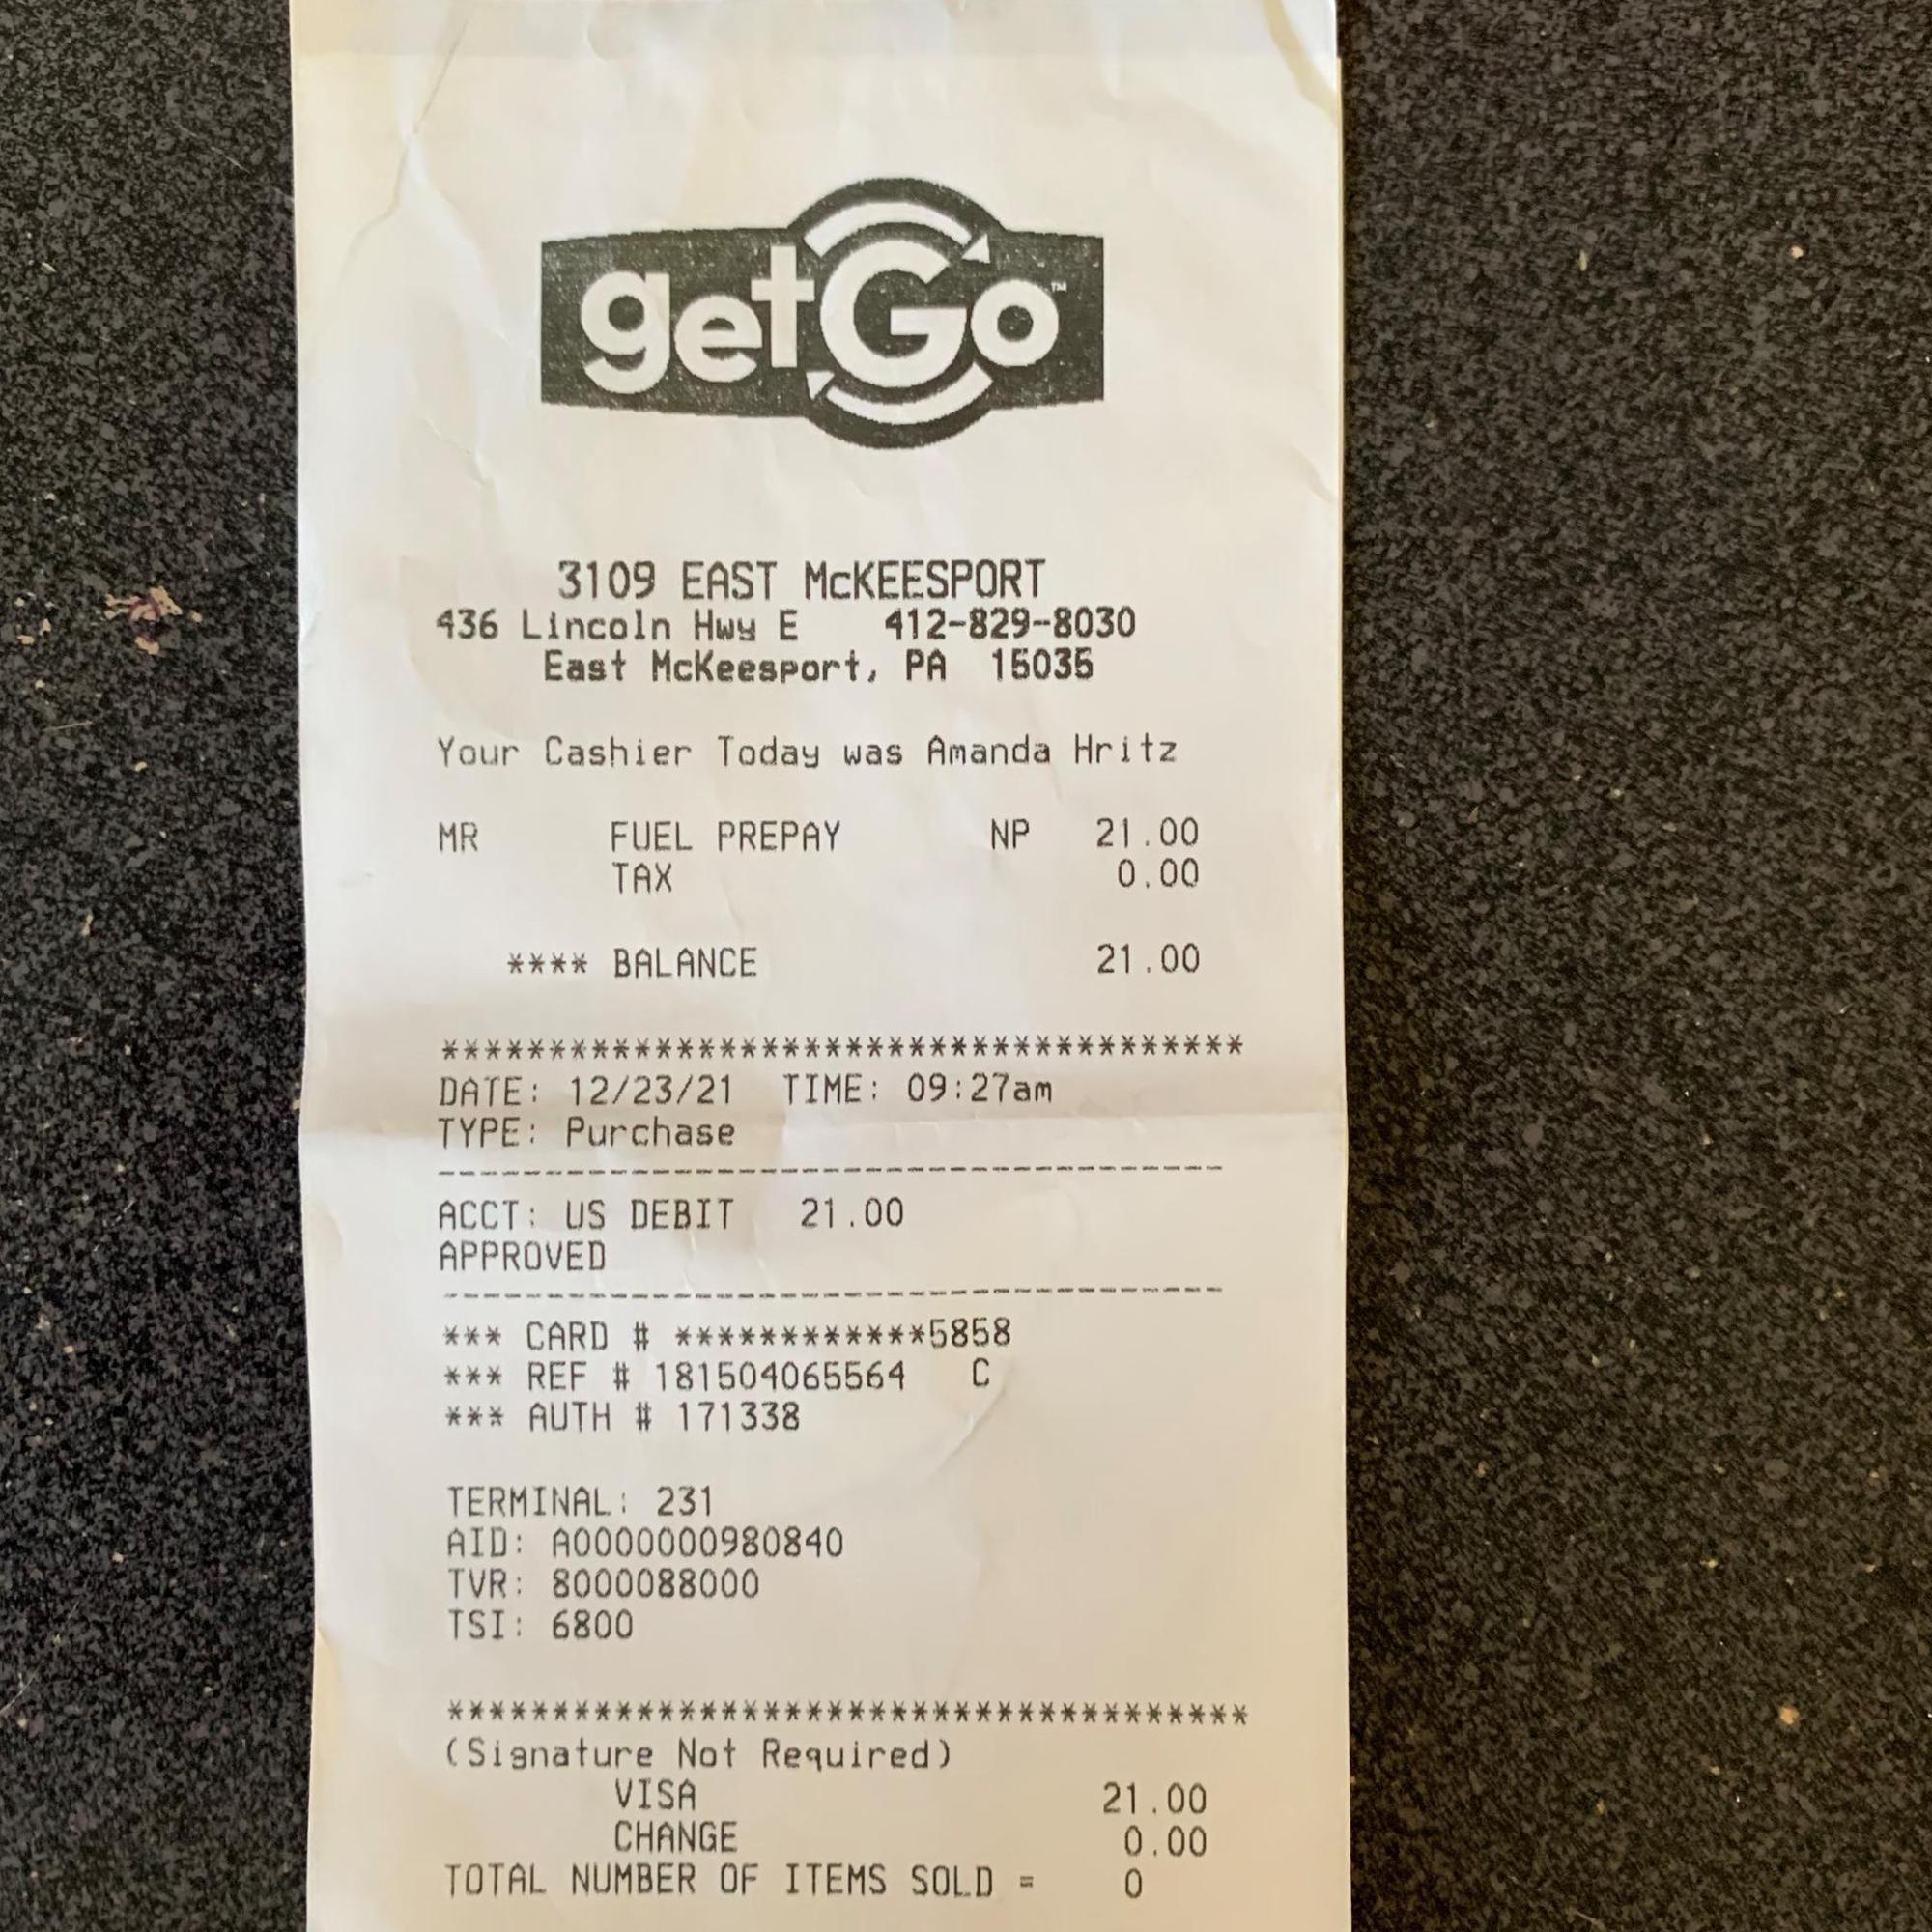 getGo™
3109 EAST McKEESPORT
436 Lincoln Hwy E 412-829-8030
East McKeesport, PA 15035
Your Cashier Today was Amanda Hritz
MR FUEL PREPAY NP 21.00
TAX 0.00
**** BALANCE 21.00
**************************************
DATE: 12/23/21 TIME: 09:27am
TYPE: Purchase
-------------------------------------
ACCT: US DEBIT 21.00
APPROVED
-------------------------------------
*** CARD # ************5858
*** REF # 181504065564 C
*** AUTH # 171338
TERMINAL: 231
AID: A0000000980840
TVR: 8000088000
TSI: 6800
**************************************
(Signature Not Required)
VISA 21.00
CHANGE 0.00
TOTAL NUMBER OF ITEMS SOLD = 0